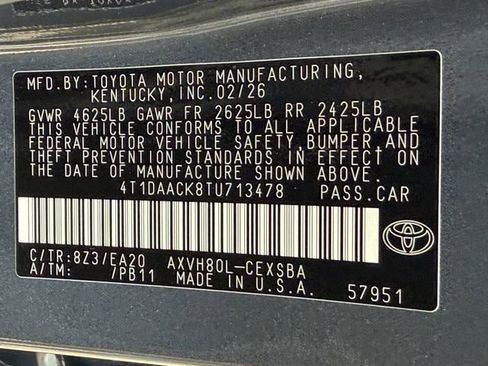 MFD.BY:TOYOTA MOTOR MANUFACTURING,
KENTUCKY,INC.02/26
GVWR 4625LB GAWR FR 2625LB RR 2425LB
THIS VEHICLE CONFORMS TO ALL APPLICABLE
FEDERAL MOTOR VEHICLE SAFETY,BUMPER,AND
THEFT PREVENTION STANDARDS IN EFFECT ON
THE DATE OF MANUFACTURE SHOWN ABOVE.
4T1DAACK8TU713478 PASS.CAR
C/TR:8Z3/EA20 AXVH80L-CEXSBA
A/TM: /PB11 MADE IN U.S.A.
57951